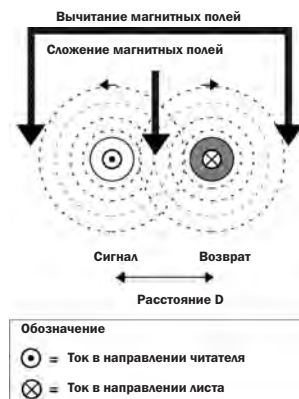 Вычитание магнитных полей
Сложение магнитных полей
Сигнал
Возврат
Расстояние D
Обозначение
= Ток в направлении читателя
= Ток в направлении листа